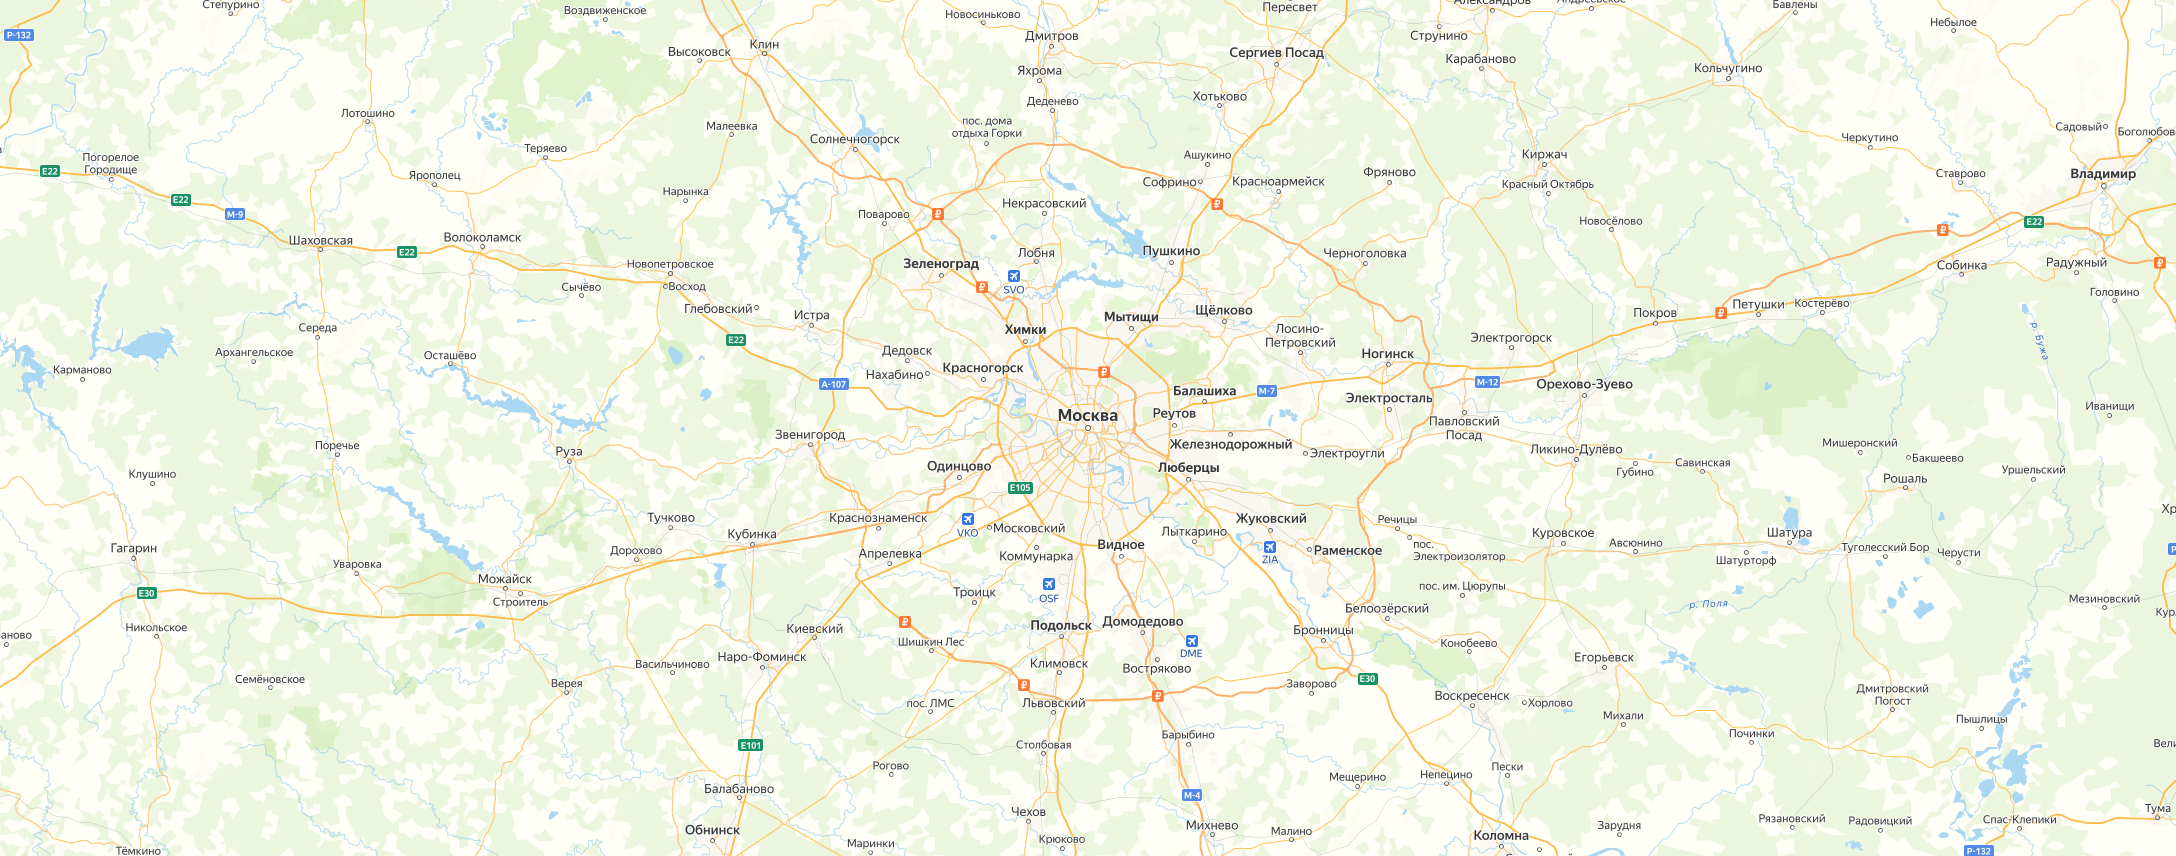 Степурино
Воздвиженское
Новосиньково
Пересвет
Александров
Андреевское
Бавлены
Небылое
Р-132
Высоковск
Клин
Дмитров
Сергиев Посад
Струнино
Карабаново
Кольчугино
Яхрома
Хотьково
Деденево
Лотошино
Малеевка
Солнечногорск
пос. дома
отдыха Горки
Черкутино
Садовый
Боголюбово
Погорелое
Городище
Теряево
Ашукино
Киржач
E22
Ярополец
Нарынка
Софрино
Красноармейск
Фряново
Красный Октябрь
Ставрово
Владимир
E22
М-9
Поварово
Некрасовский
Новосёлово
E22
Шаховская
E22
Волоколамск
Лобня
Пушкино
Черноголовка
Новопетровское
Зеленоград
Собинка
Радужный
Сычёво
Восход
SVO
Головино
Глебовский
Истра
Химки
Мытищи
Щёлково
Покров
Петушки
Костерёво
Середа
E22
Лосино-
Петровский
Электрогорск
р. Бужа
Архангельское
Осташёво
Дедовск
Ногинск
Карманово
А-107
Нахабино
Красногорск
Балашиха
М-7
М-12
Орехово-Зуево
Москва
Реутов
Электросталь
Павловский
Посад
Иванищи
Поречье
Звенигород
Железнодорожный
Мишеронский
Руза
Электроугли
Ликино-Дулёво
Губино
Савинская
Бакшеево
Клушино
Одинцово
Люберцы
Рошаль
Уршельский
E105
Тучково
Краснознаменск
VKO
Московский
Жуковский
Лыткарино
Речицы
Кубинка
Куровское
Шатура
Гагарин
Дорохово
Апрелевка
Коммунарка
Видное
ZIA
Раменское
пос.
Электроизолятор
Авсюнино
Шатурторф
Туголесский Бор
Черусти
Уваровка
Можайск
Строитель
OSF
пос. им. Цюрупы
E30
Троицк
р. Поля
Мезиновский
Никольское
Киевский
Шишкин Лес
Подольск
Домодедово
DME
Белоозёрский
Бронницы
Конобеево
Егорьевск
Васильчиново
Наро-Фоминск
Климовск
Востряково
Семёновское
Верея
Заворово
E30
Воскресенск
Хорлово
Дмитровский
Погост
пос. ЛМС
Львовский
Михали
Пышлицы
E101
Столбовая
Барыбино
Починки
Рогово
Мещерино
Непецино
Пески
Балабаново
М-4
Чехов
Обнинск
Михнево
Малино
Коломна
Зарудня
Рязановский
Радовицкий
Спас-Клепики
Тума
Тёмкино
Маринки
Крюково
Р-132